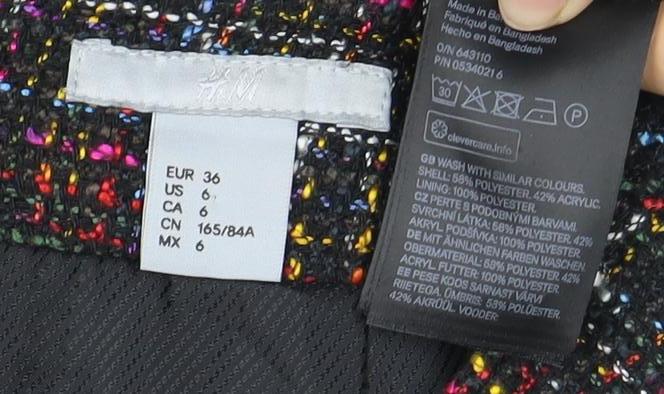 H&M
EUR 36
US 6
CA 6
CN 165/84A
MX 6
Made in
Fabriqué en Bangladesh
Hecho en Bangladesh
O/N 643110
P/N 0534021 6
30
P
clevercare.info
GB WASH WITH SIMILAR COLOURS.
SHELL: 58% POLYESTER. 42% ACRYLIC.
LINING: 100% POLYESTER.
CZ PERTE S PODOBNÝMI BARVAMI.
SVRCHNÍ LÁTKA: 58% POLYESTER. 42%
AKRYL. PODŠÍVKA: 100% POLYESTER.
DE MIT ÄHNLICHEN FARBEN WASCHEN.
OBERMATERIAL: 58% POLYESTER. 42%
ACRYL. FUTTER: 100% POLYESTER.
EE PESE KOOS SARNAST VÄRVI
RIIETEGA. ÜMBRIS: 58% POLÜESTER.
42% AKRÜÜL. VOODER: